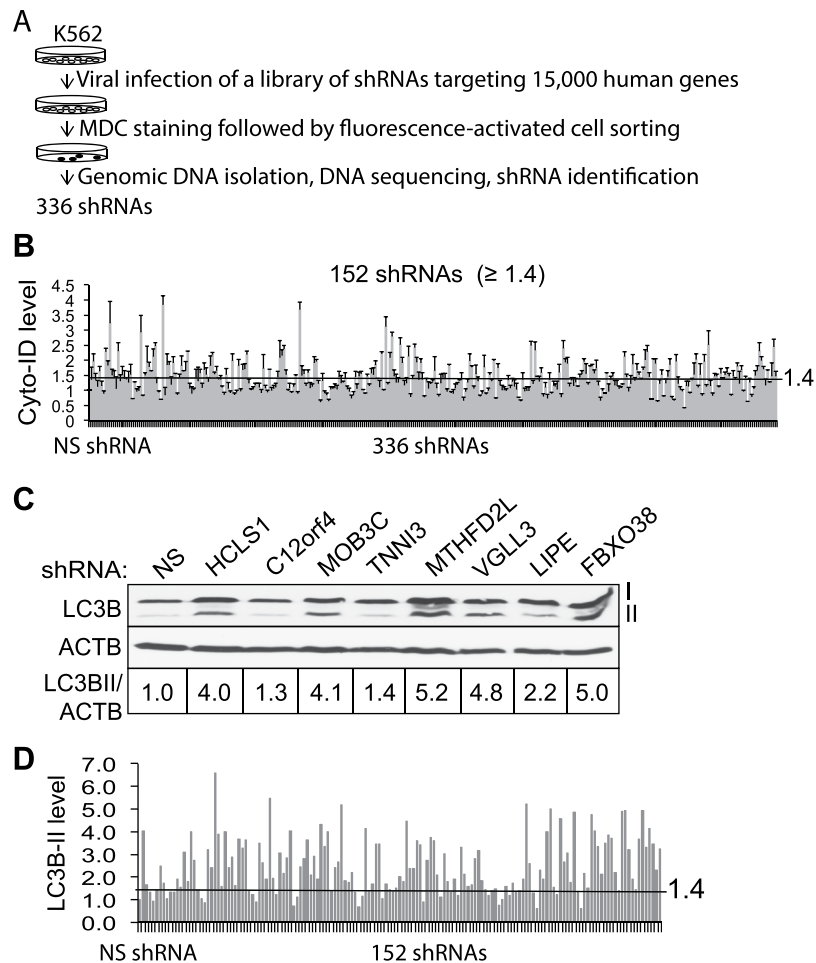 A
K562
Viral infection of a library of shRNAs targeting 15,000 human genes
MDC staining followed by fluorescence-activated cell sorting
Genomic DNA isolation, DNA sequencing, shRNA identification
336 shRNAs
B
152 shRNAs (≥ 1.4)
Cyto-ID level
4.5
4
3.5
3
2.5
2
1.5
1
0.5
0
1.4
NS shRNA
336 shRNAs
C
shRNA: NS HCLS1 C12orf4 MOB3C TNNI3 MTHFD2L VGLL3 LIPE FBXO38
LC3B
I
II
ACTB
LC3BII/
ACTB
1.0 4.0 1.3 4.1 1.4 5.2 4.8 2.2 5.0
D
LC3B-II level
7.0
6.0
5.0
4.0
3.0
2.0
1.0
0.0
1.4
NS shRNA
152 shRNAs